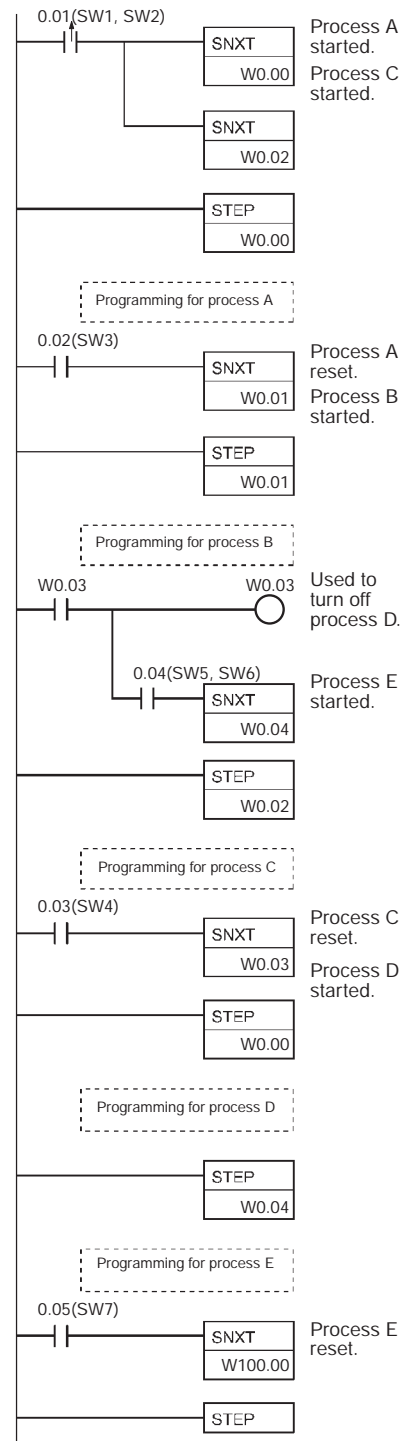 0.01(SW1, SW2)
SNXT
W0.00
Process A
started.
Process C
started.
SNXT
W0.02
STEP
W0.00
Programming for process A
0.02(SW3)
SNXT
W0.01
Process A
reset.
Process B
started.
STEP
W0.01
Programming for process B
W0.03
W0.03
Used to
turn off
process D.
0.04(SW5, SW6)
SNXT
W0.04
Process E
started.
STEP
W0.02
Programming for process C
0.03(SW4)
SNXT
W0.03
Process C
reset.
Process D
started.
STEP
W0.00
Programming for process D
STEP
W0.04
Programming for process E
0.05(SW7)
SNXT
W100.00
Process E
reset.
STEP